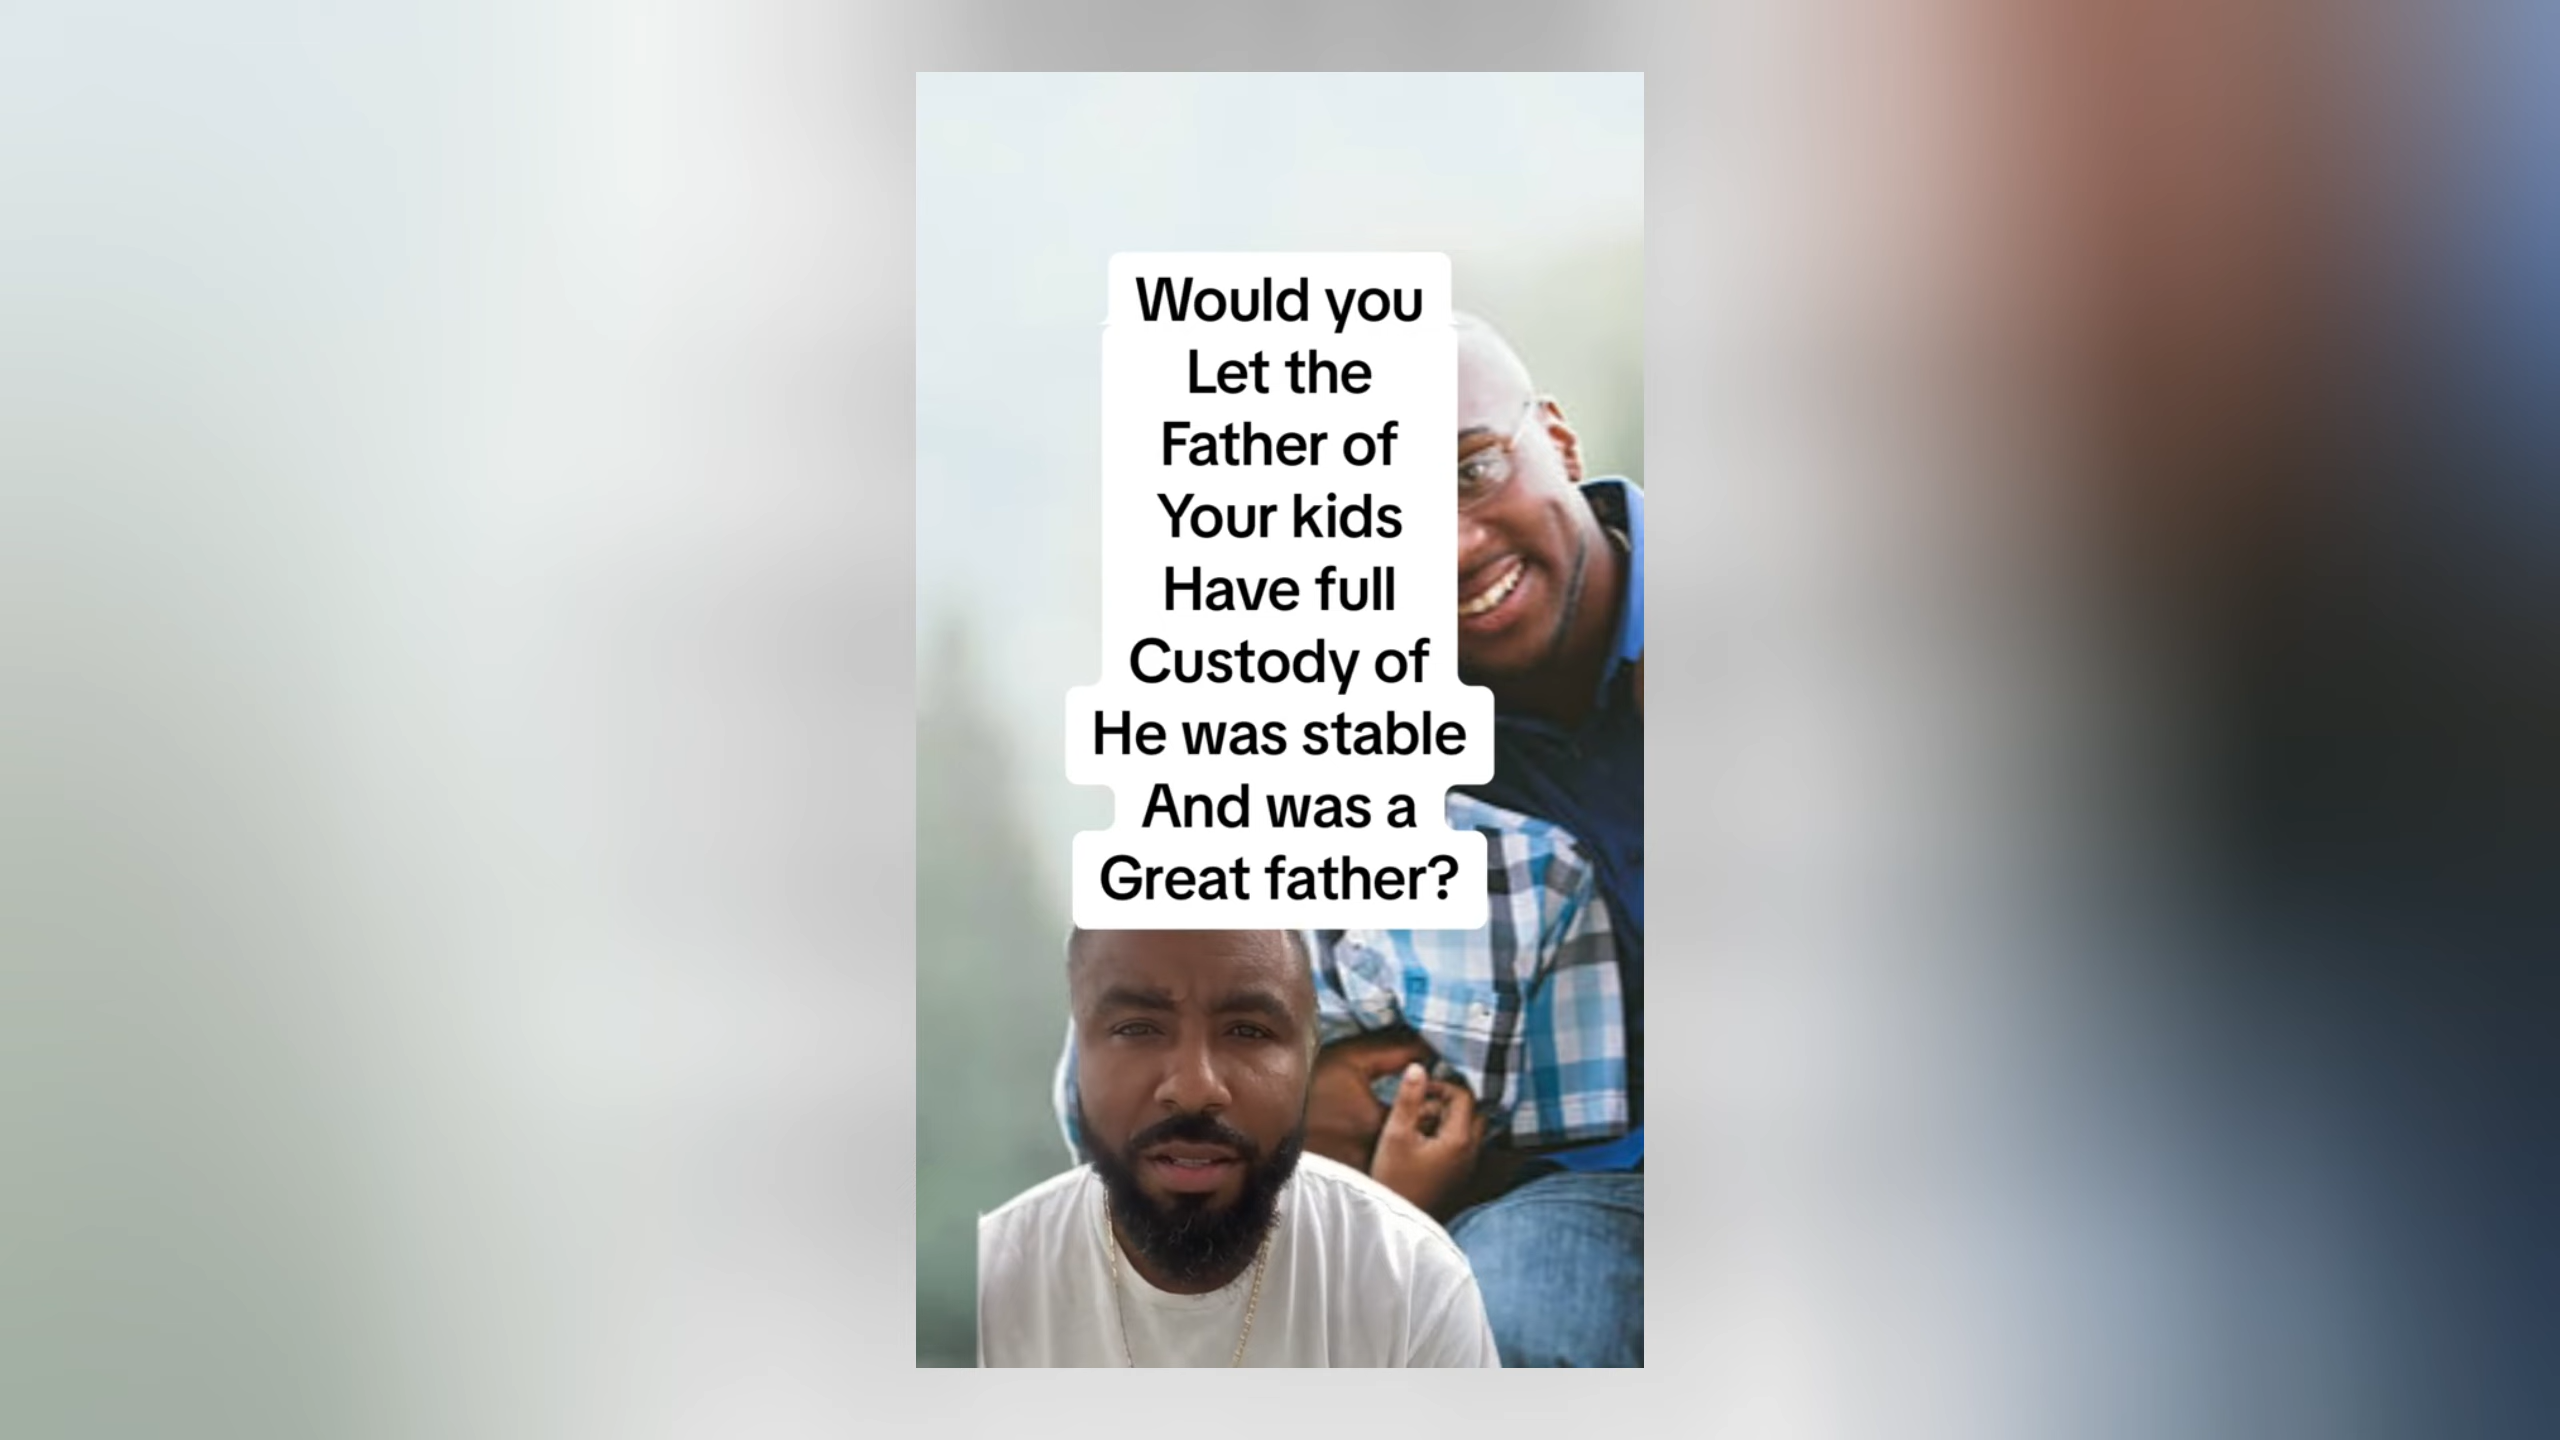 Would you
Let the
Father of
Your kids
Have full
Custody of
He was stable
And was a
Great father?